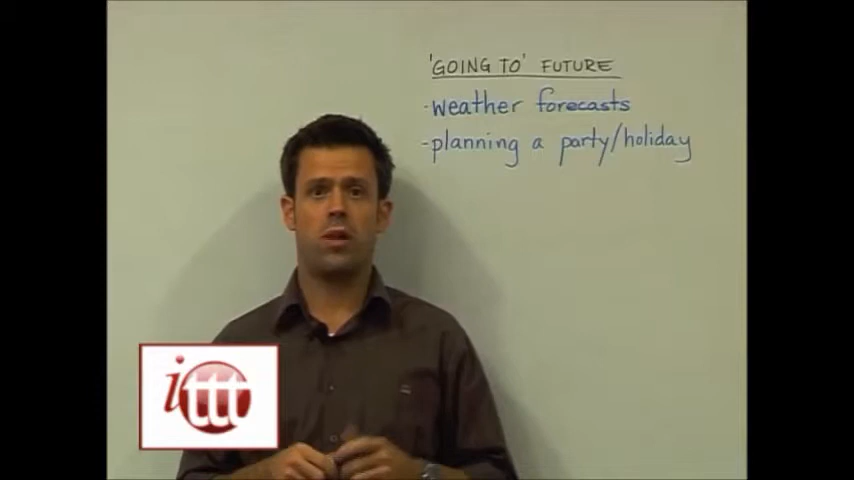 'GOING TO' FUTURE
-weather forecasts
-planning a party/holiday
ittt